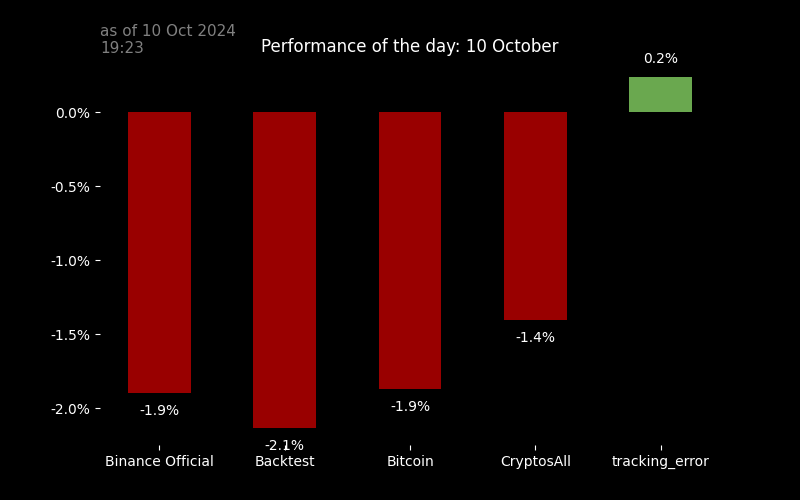 as of 10 Oct 2024
19:23
Performance of the day: 10 October
0.2%
0.0%
-0.5%
-1.0%
-1.5%
-2.0%
-1.9%
-2.1%
-1.9%
-1.4%
Binance Official
Backtest
Bitcoin
CryptosAll
tracking_error